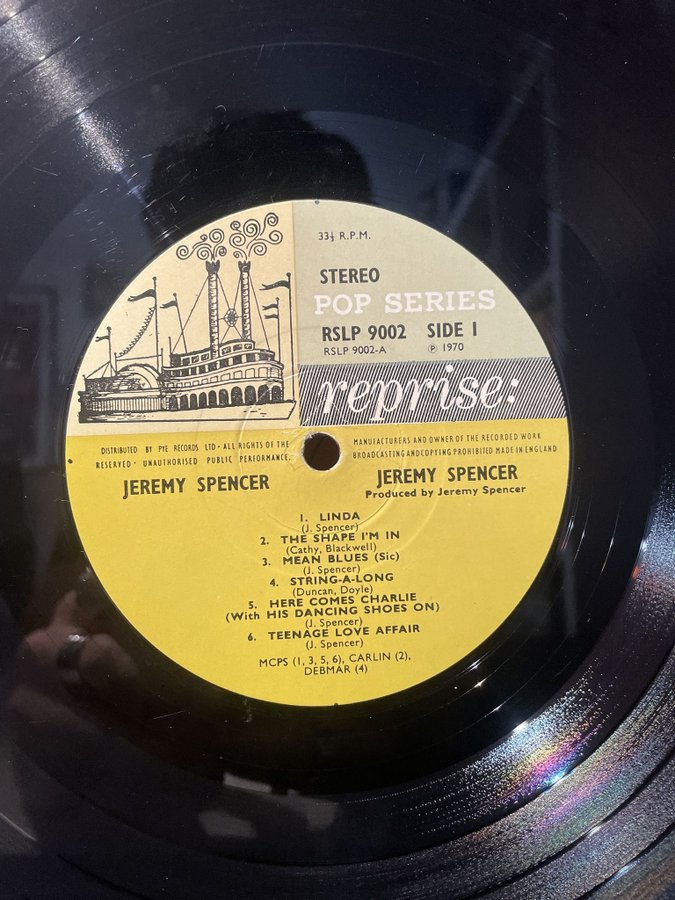 33⅓ R.P.M.
STEREO
POP SERIES
RSLP 9002 SIDE 1
RSLP 9002-A ℗ 1970
reprise:
DISTRIBUTED BY PYE RECORDS LTD · ALL RIGHTS OF THE
RESERVED · UNAUTHORISED PUBLIC PERFORMANCE,
MANUFACTURERS AND OWNER OF THE RECORDED WORK
BROADCASTING AND COPYING PROHIBITED MADE IN ENGLAND
JEREMY SPENCER
JEREMY SPENCER
Produced by Jeremy Spencer
1. LINDA
(J. Spencer)
2. THE SHAPE I'M IN
(Cathy, Blackwell)
3. MEAN BLUES (Sic)
(J. Spencer)
4. STRING-A-LONG
(Duncan, Doyle)
5. HERE COMES CHARLIE
(With HIS DANCING SHOES ON)
(J. Spencer)
6. TEENAGE LOVE AFFAIR
(J. Spencer)
MCPS (1, 3, 5, 6), CARLIN (2),
DEBMAR (4)